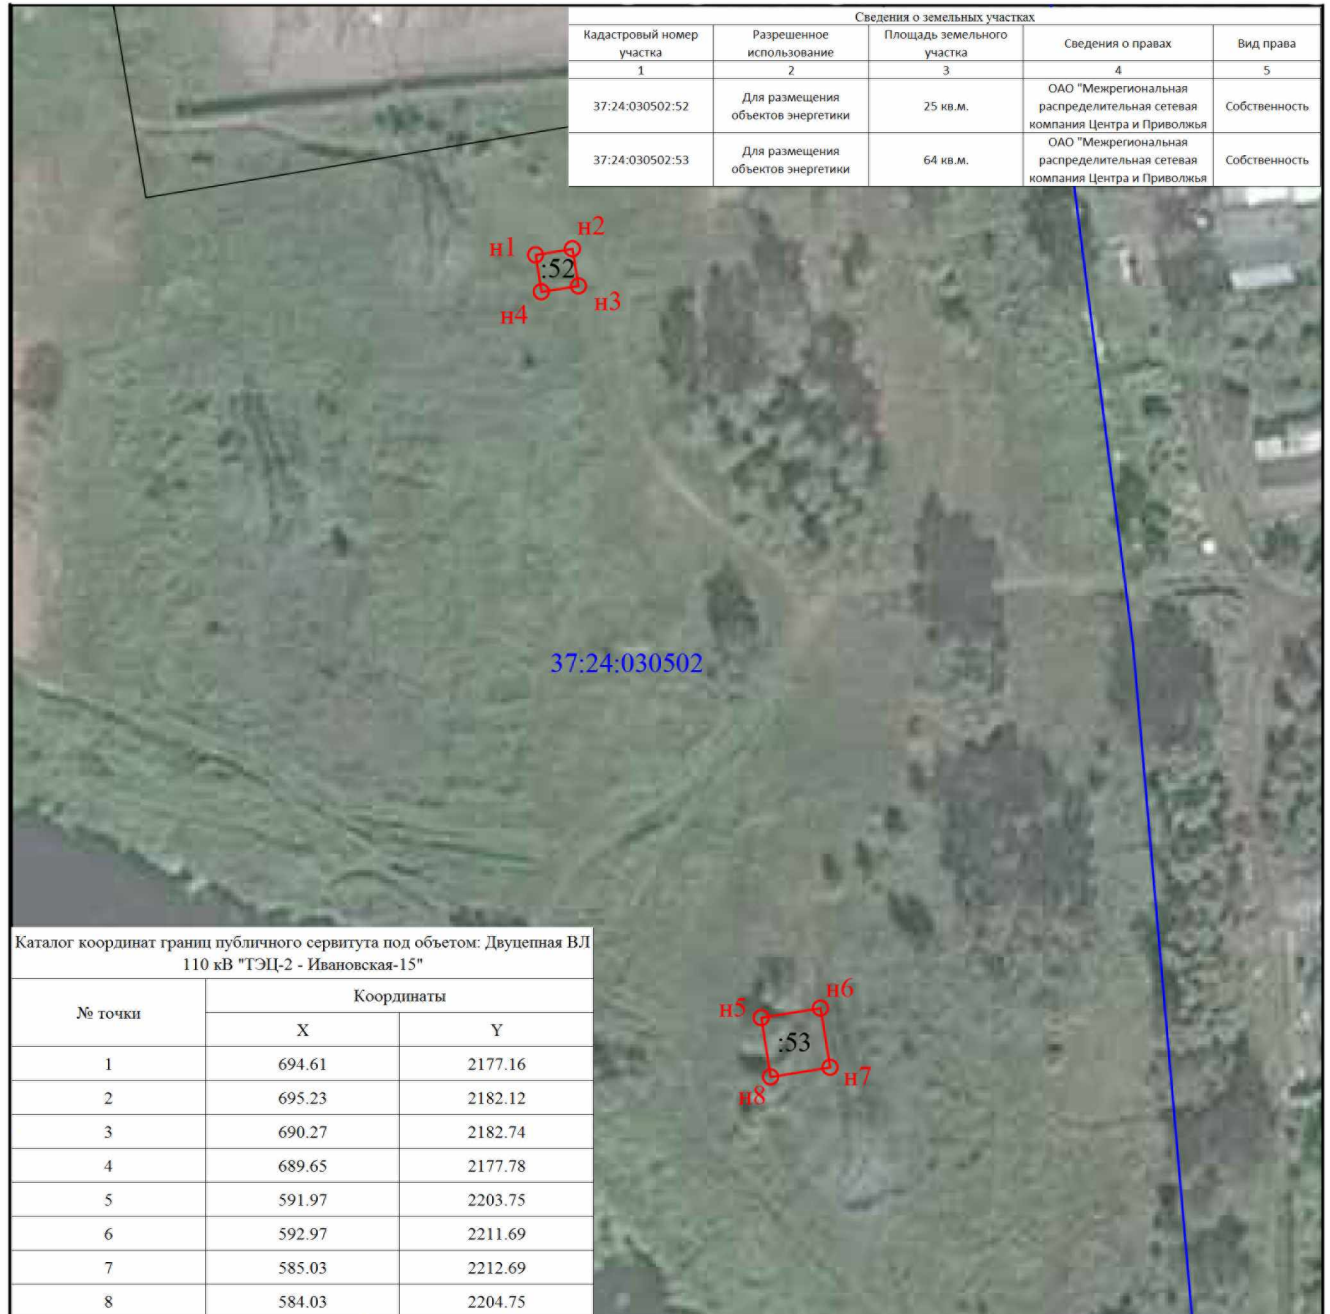 Сведения о земельных участках
Кадастровый номер участка | Разрешенное использование | Площадь земельного участка | Сведения о правах | Вид права
1 | 2 | 3 | 4 | 5
37:24:030502:52 | Для размещения объектов энергетики | 25 кв.м. | ОАО "Межрегиональная распределительная сетевая компания Центра и Приволжья | Собственность
37:24:030502:53 | Для размещения объектов энергетики | 64 кв.м. | ОАО "Межрегиональная распределительная сетевая компания Центра и Приволжья | Собственность
н1
н2
:52
н3
н4
37:24:030502
н5
н6
:53
н7
н8
Каталог координат границ публичного сервитута под объетом: Двуцепная ВЛ
110 кВ "ТЭЦ-2 - Ивановская-15"
№ точки | Координаты
X | Y
1 | 694.61 | 2177.16
2 | 695.23 | 2182.12
3 | 690.27 | 2182.74
4 | 689.65 | 2177.78
5 | 591.97 | 2203.75
6 | 592.97 | 2211.69
7 | 585.03 | 2212.69
8 | 584.03 | 2204.75